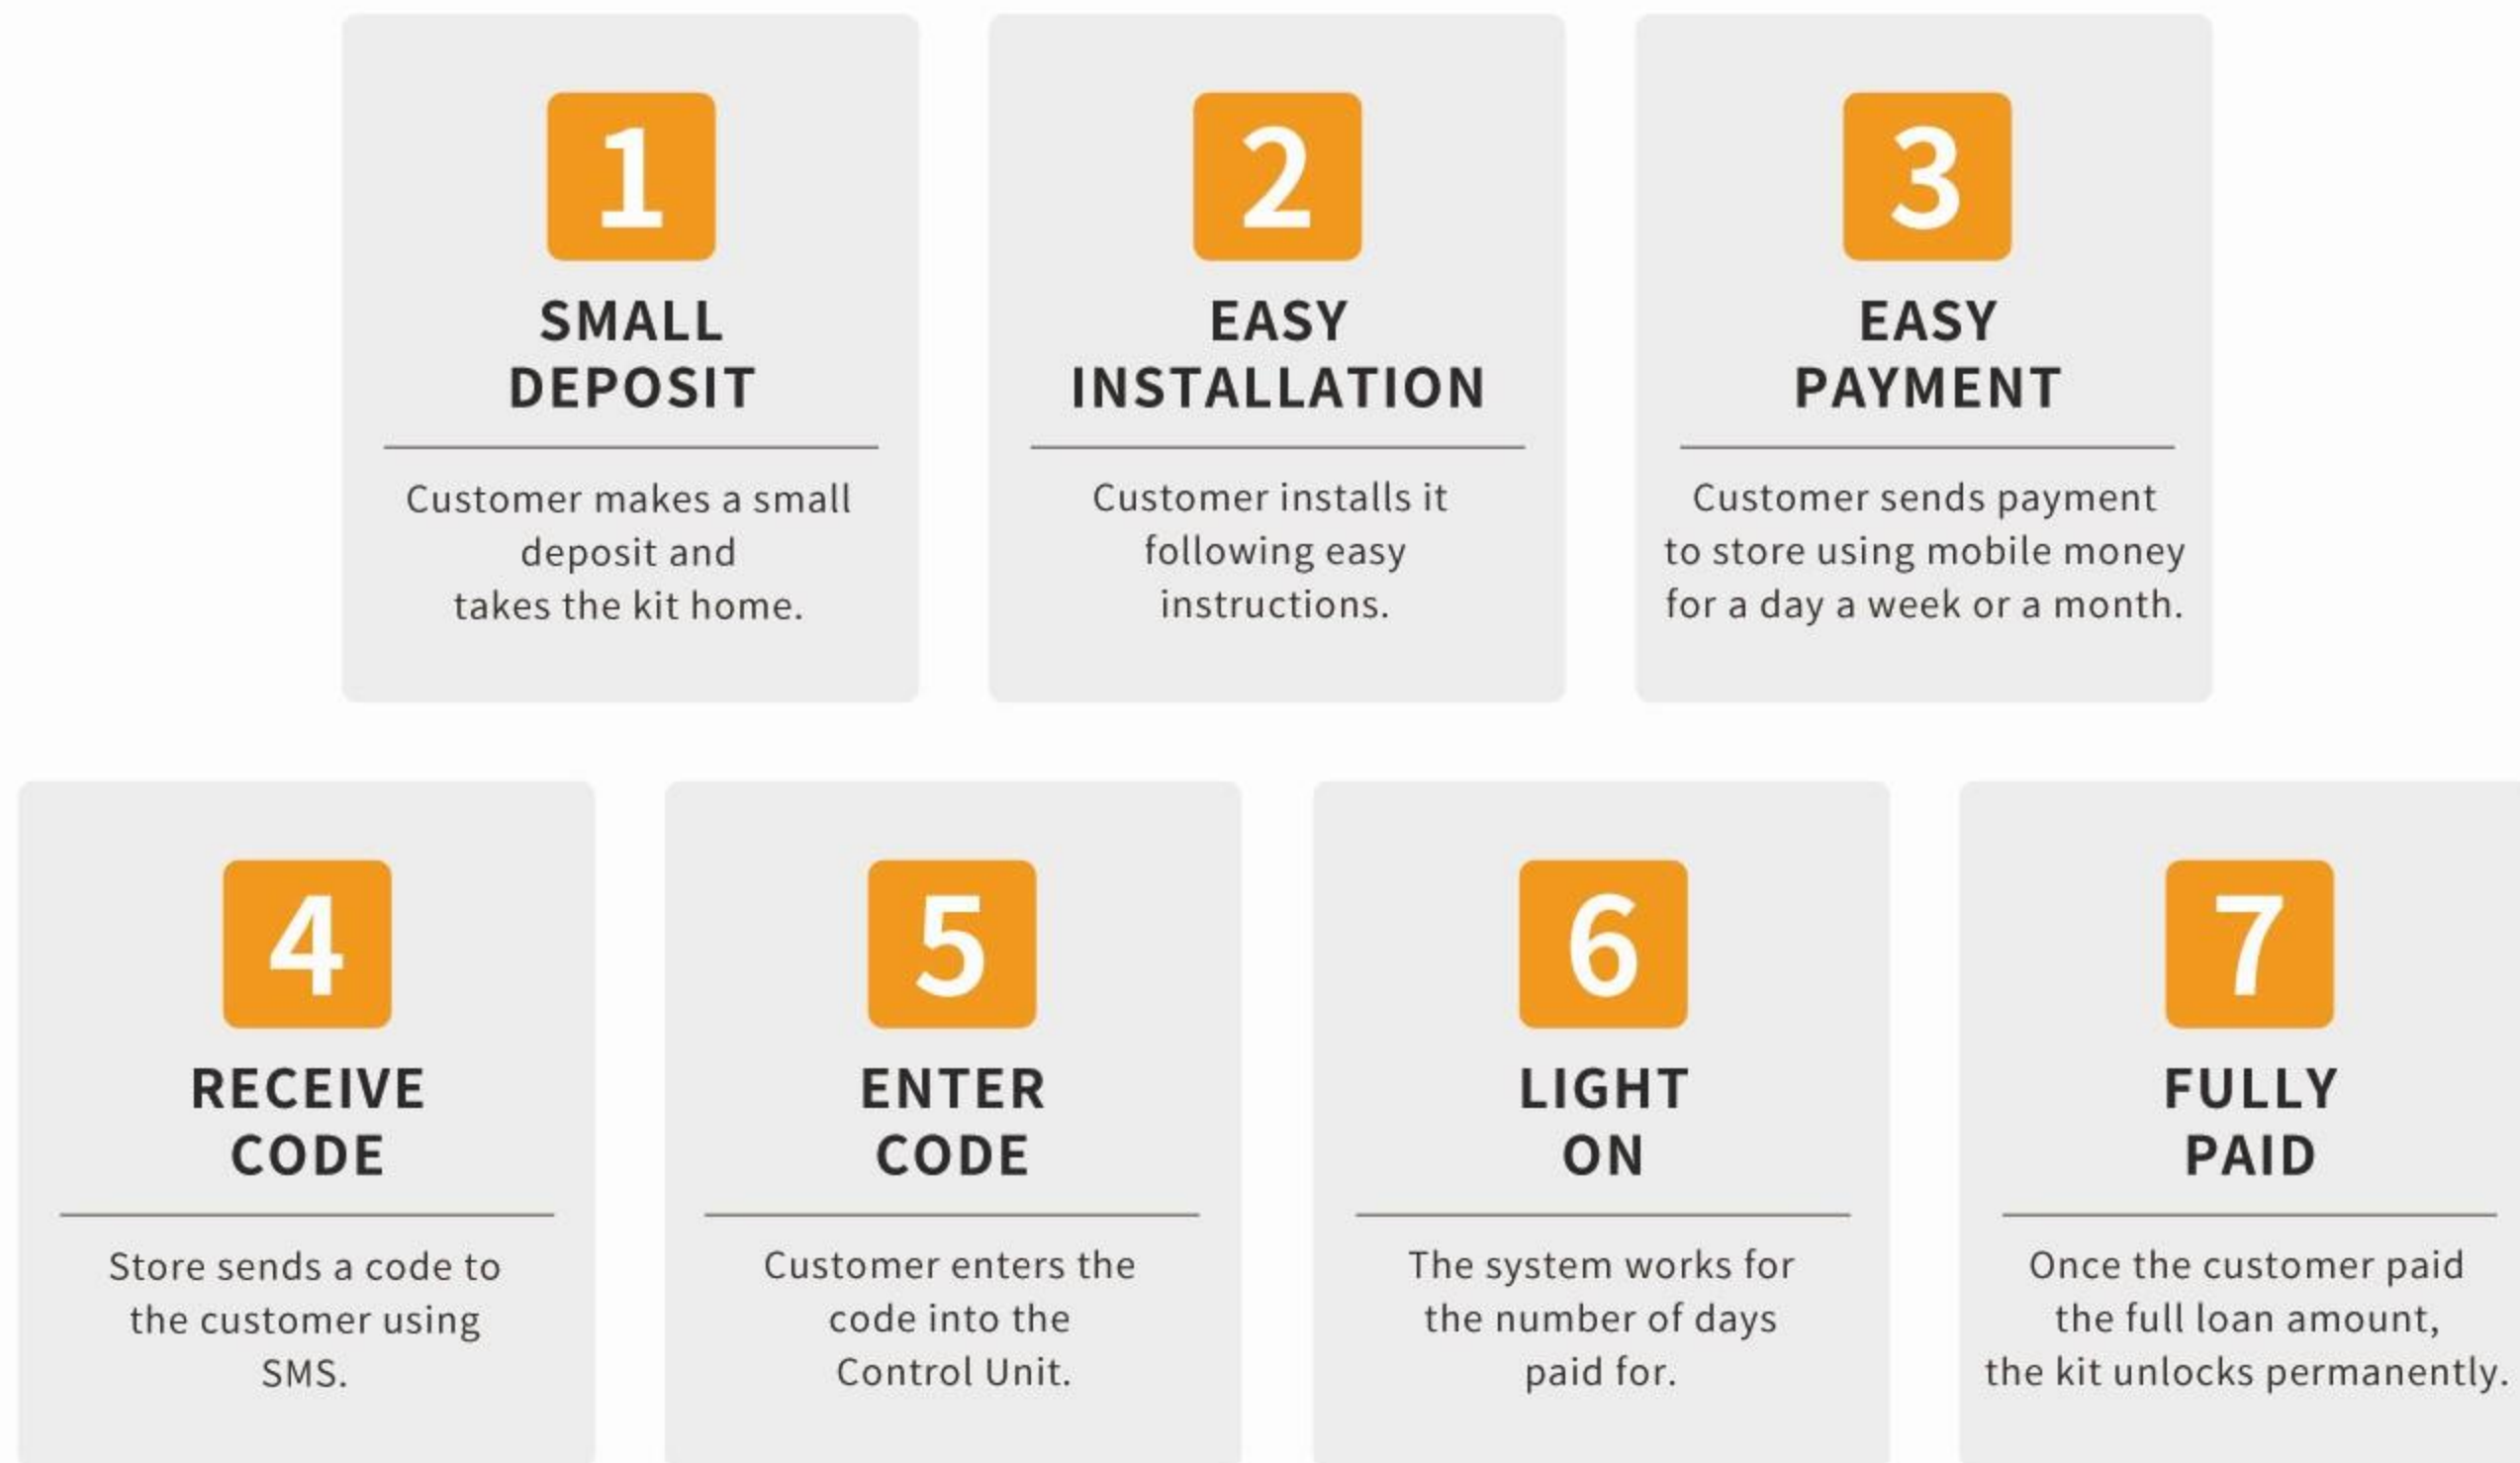 1
SMALL
DEPOSIT
Customer makes a small
deposit and
takes the kit home.
2
EASY
INSTALLATION
Customer installs it
following easy
instructions.
3
EASY
PAYMENT
Customer sends payment
to store using mobile money
for a day a week or a month.
4
RECEIVE
CODE
Store sends a code to
the customer using
SMS.
5
ENTER
CODE
Customer enters the
code into the
Control Unit.
6
LIGHT
ON
The system works for
the number of days
paid for.
7
FULLY
PAID
Once the customer paid
the full loan amount,
the kit unlocks permanently.